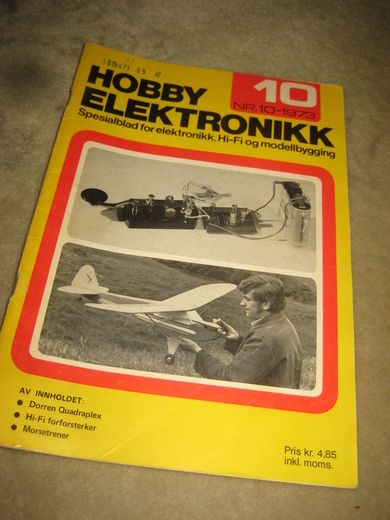 10
NR. 10-1973
HOBBY
ELEKTRONIKK
Spesialblad for elektronikk, Hi-Fi og modellbygging
AV INNHOLDET:
● Dorren Quadraplex
● Hi-Fi forforsterker
● Morsetrener
Pris kr. 4,85
inkl. moms.